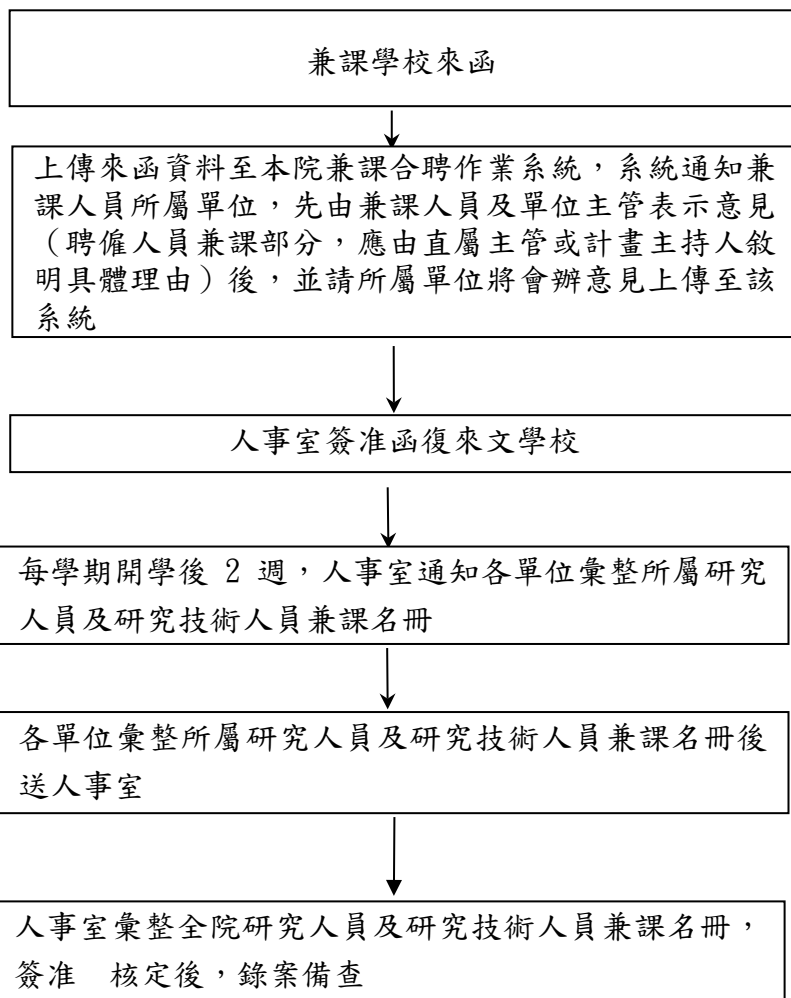 兼課學校來函
上傳來函資料至本院兼課合聘作業系統，系統通知兼
課人員所屬單位，先由兼課人員及單位主管表示意見
（聘僱人員兼課部分，應由直屬主管或計畫主持人敘
明具體理由）後，並請所屬單位將會辦意見上傳至該
系統
人事室簽准函復來文學校
每學期開學後 2 週，人事室通知各單位彙整所屬研究
人員及研究技術人員兼課名冊
各單位彙整所屬研究人員及研究技術人員兼課名冊後
送人事室
人事室彙整全院研究人員及研究技術人員兼課名冊，
簽准　核定後，錄案備查